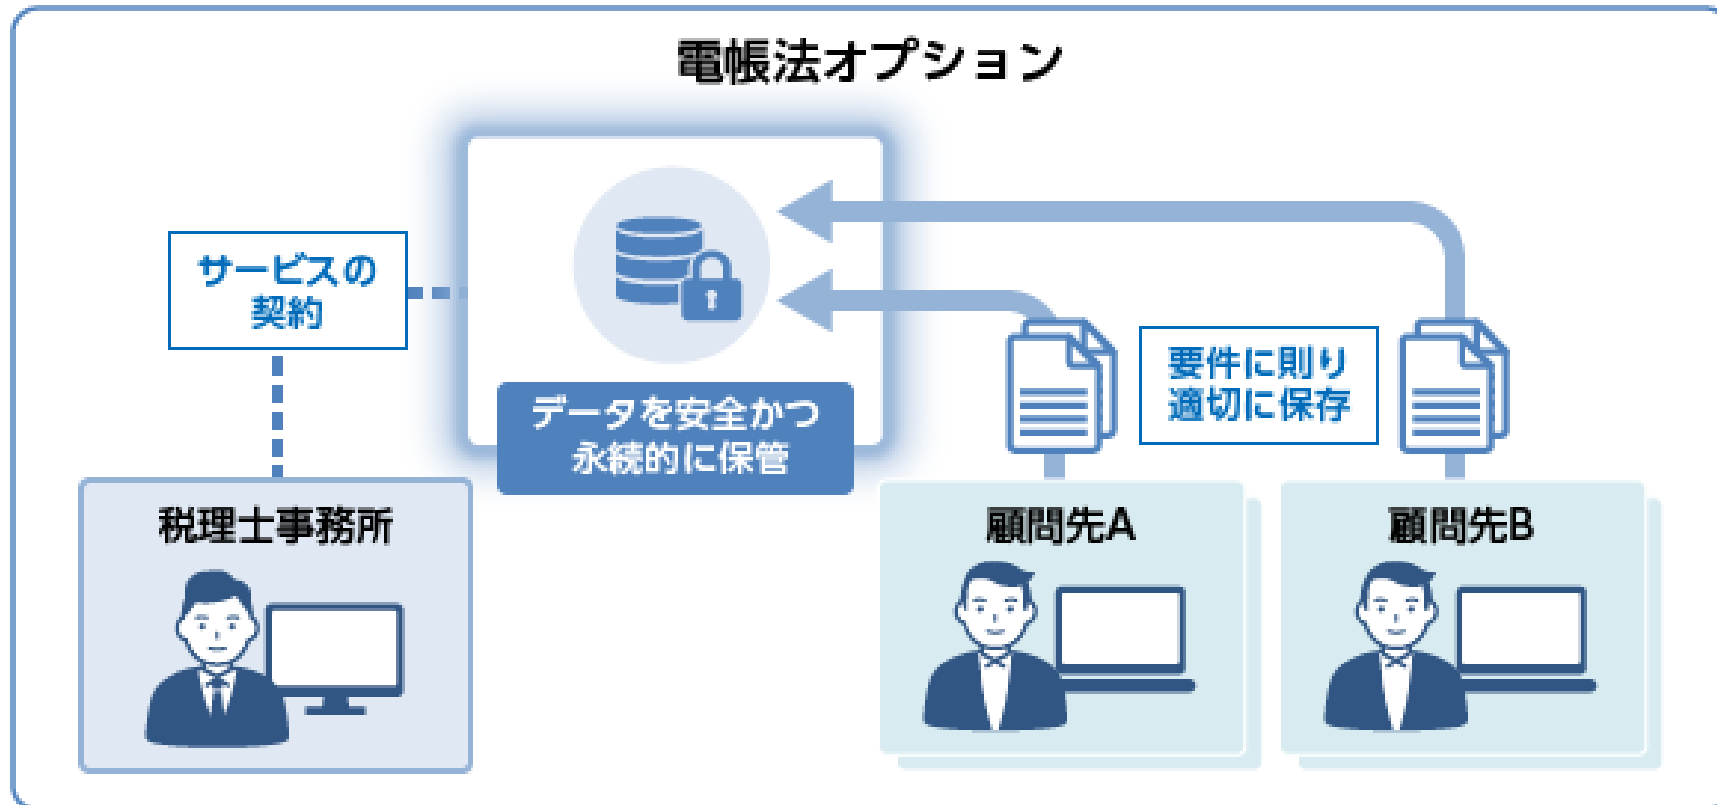 電帳法オプション
サービスの
契約
データを安全かつ
永続的に保管
要件に則り
適切に保存
税理士事務所
顧問先A
顧問先B